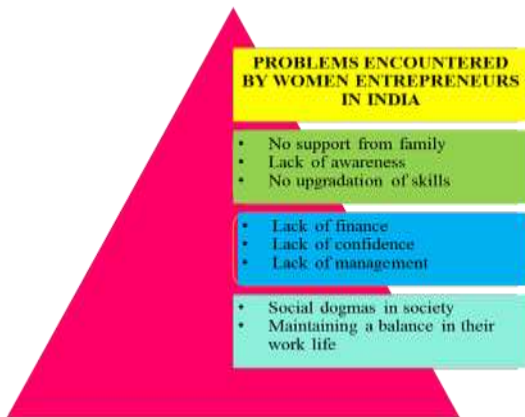 PROBLEMS ENCOUNTERED
BY WOMEN ENTREPRENEURS
IN INDIA
• No support from family
• Lack of awareness
• No upgradation of skills
• Lack of finance
• Lack of confidence
• Lack of management
• Social dogmas in society
• Maintaining a balance in their
work life